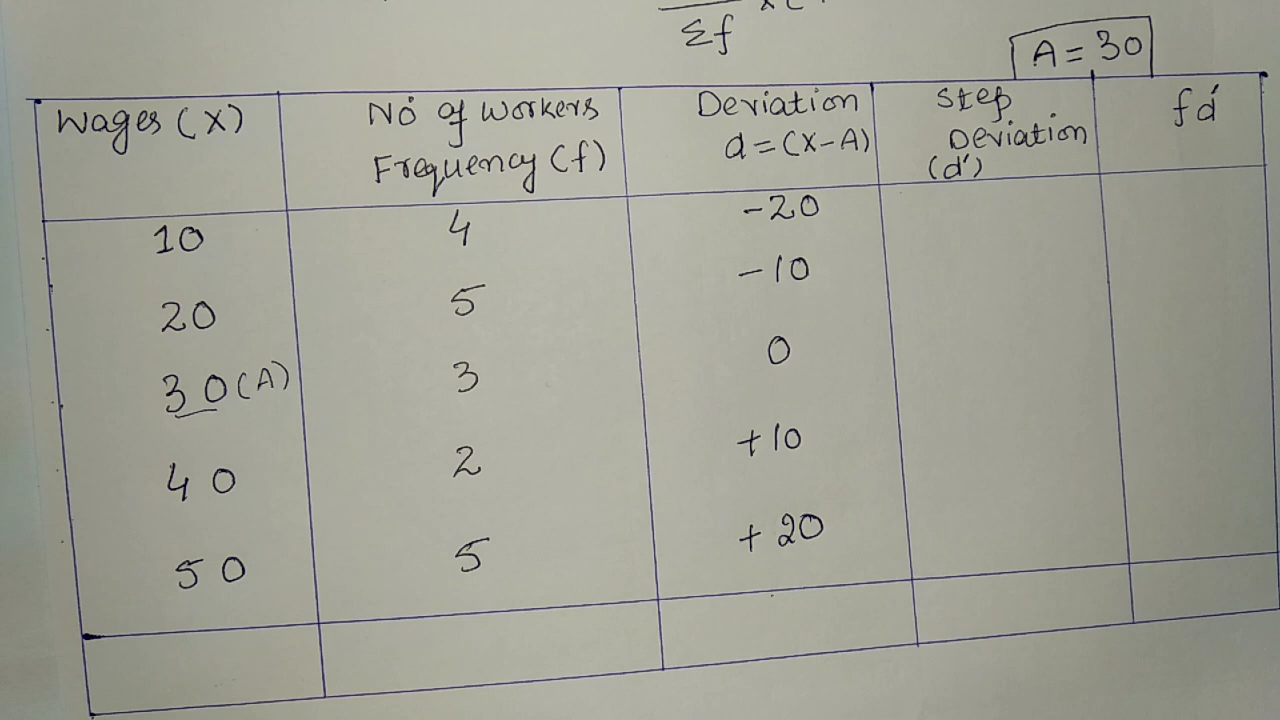 Σf
A = 30
Wages (X) No of workers Frequency (f) Deviation d = (X-A) Step Deviation (d') fd'
10 4 -20
20 5 -10
30 (A) 3 0
40 2 +10
50 5 +20